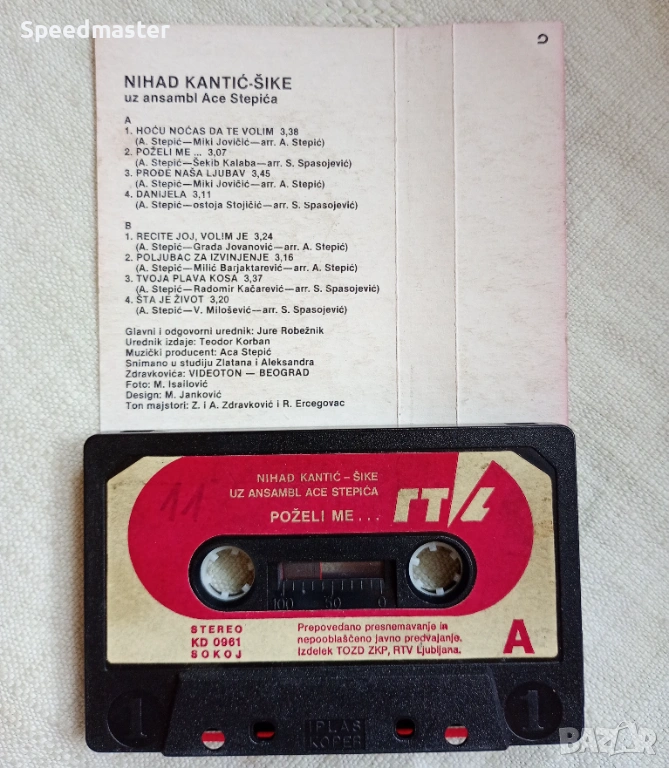 Speedmaster
NIHAD KANTIĆ-ŠIKE
uz ansambl Ace Stepića
A
1. HOĆU NOĆAS DA TE VOLIM 3,38
(A. Stepić—Miki Jovičić—arr. A. Stepić)
2. POŽELI ME ... 3,07
(A. Stepić—Šekib Kalaba—arr. S. Spasojević)
3. PROĐE NAŠA LJUBAV 3,45
(A. Stepić—Miki Jovičić—arr. A. Stepić)
4. DANIJELA 3,11
(A. Stepić—ostoja Stojičić—arr. S. Spasojević)
B
1. RECITE JOJ, VOLIM JE 3,24
(A. Stepić—Grada Jovanović—arr. A. Stepić)
2. POLJUBAC ZA IZVINJENJE 3,16
(A. Stepić—Milić Barjaktarević—arr. A. Stepić)
3. TVOJA PLAVA KOSA 3,37
(A. Stepić—Radomir Kačarević—arr. S. Spasojević)
4. ŠTA JE ŽIVOT 3,20
(A. Stepić—V. Milošević—arr. S. Spasojević)
Glavni i odgovorni urednik: Jure Robežnik
Urednik izdaje: Teodor Korban
Muzički producent: Aca Stepić
Snimano u studiju Zlatana i Aleksandra
Zdravkovića: VIDEOTON — BEOGRAD
Foto: M. Isailović
Design: M. Janković
Ton majstori: Z. i A. Zdravković i R. Ercegovac
NIHAD KANTIĆ - ŠIKE
UZ ANSAMBL ACE STEPIĆA
POŽELI ME . . .
RTVL
11
100 50 0
STEREO
KD 0961
SOKOJ
Prepovedano presnemavanje in
nepooblaščeno javno predvajanje.
Izdelek TOZD ZKP, RTV Ljubljana.
A
1
1
PLAS
KOPER
BAZAR